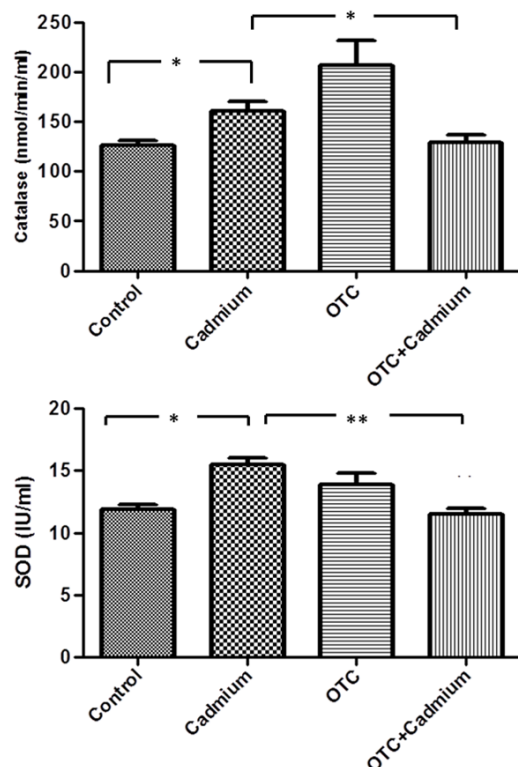 * *
250
200
150
100
50
0
Catalase (nmol/min/ml)
Control
Cadmium
OTC
OTC+Cadmium
* **
20
15
10
5
0
SOD (IU/ml)
Control
Cadmium
OTC
OTC+Cadmium